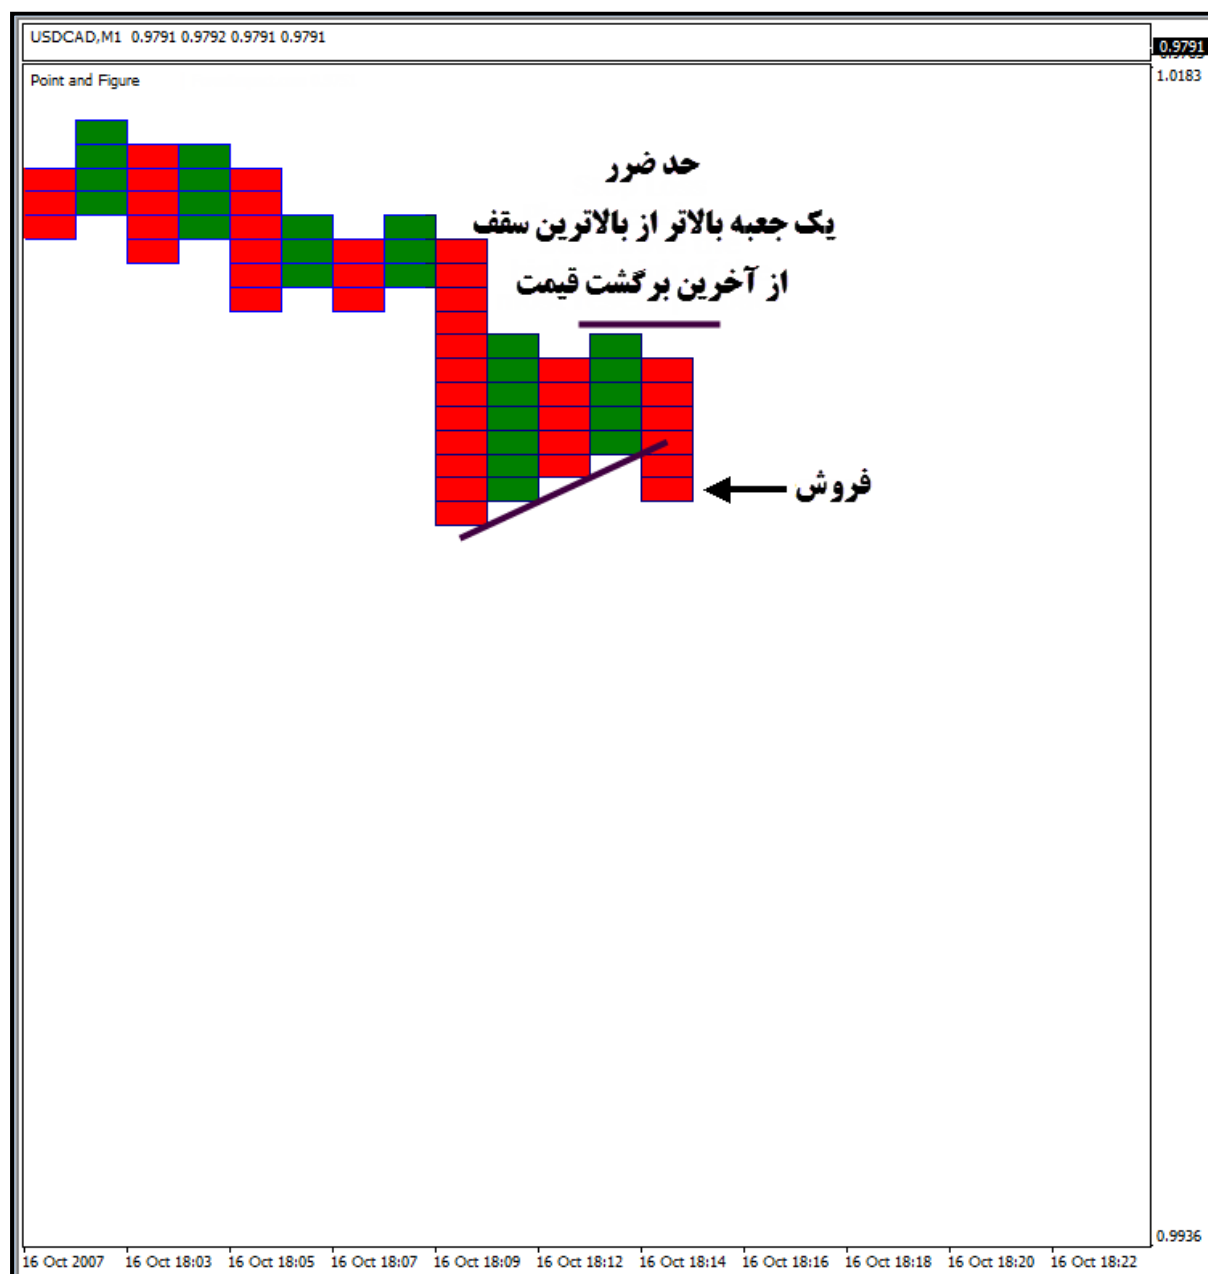 USDCAD,M1 0.9791 0.9792 0.9791 0.9791
0.9791
Point and Figure
1.0183
حد ضرر
یک جعبه بالاتر از بالاترین سقف
از آخرین برگشت قیمت
فروش
0.9936
16 Oct 2007 16 Oct 18:03 16 Oct 18:05 16 Oct 18:07 16 Oct 18:09 16 Oct 18:12 16 Oct 18:14 16 Oct 18:16 16 Oct 18:18 16 Oct 18:20 16 Oct 18:22